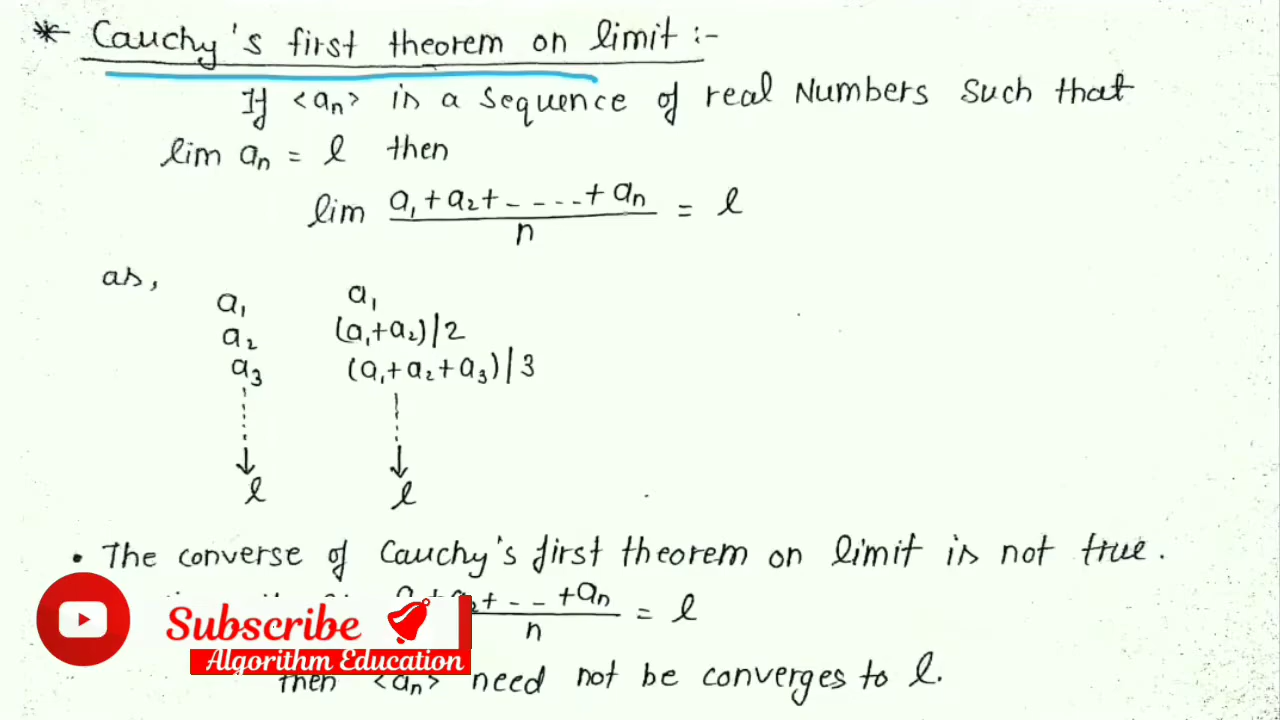 * Cauchy's first theorem on limit :-
If <an> is a sequence of real Numbers such that
lim an = l then
lim (a1 + a2 + - - - - - + an)/n = l
as,
a1 a1
a2 (a1+a2)/2
a3 (a1+a2+a3)/3
l l
• The converse of Cauchy's first theorem on limit is not true.
+ - - + an / n = l
Subscribe
Algorithm Education
then <an> need not be converges to l.